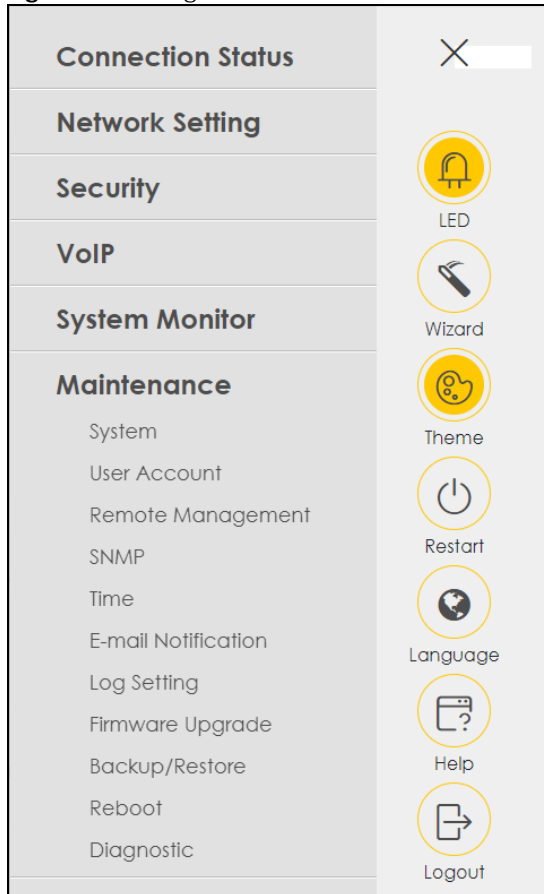 Connection Status
Network Setting
Security
VoIP
System Monitor
Maintenance
System
User Account
Remote Management
SNMP
Time
E-mail Notification
Log Setting
Firmware Upgrade
Backup/Restore
Reboot
Diagnostic
LED
Wizard
Theme
Restart
Language
Help
Logout